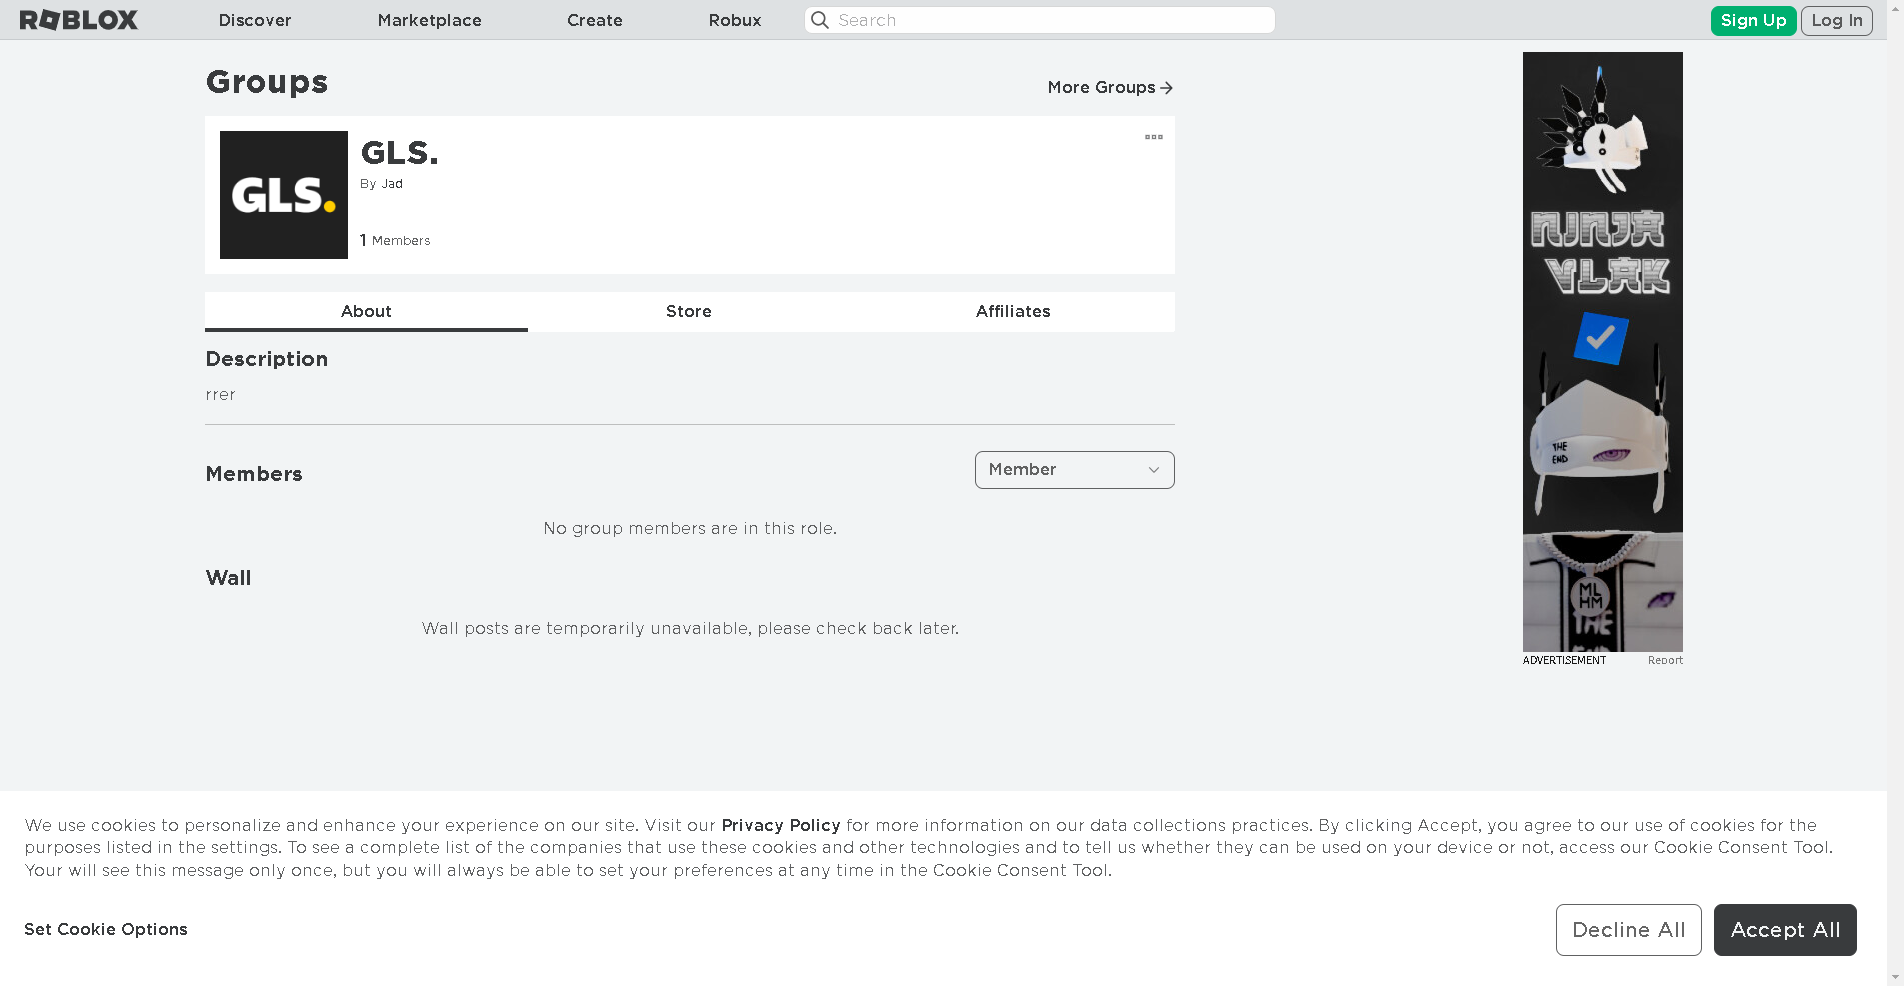 ROBLOX
Discover
Marketplace
Create
Robux
Search
Sign Up
Log In
Groups
More Groups
GLS.
GLS.
By Jad
1 Members
About
Store
Affiliates
Description
rrer
Members
Member
No group members are in this role.
Wall
Wall posts are temporarily unavailable, please check back later.
NINJA
VLAK
THE
END
ML
HM
THE
END
ADVERTISEMENT
Report
We use cookies to personalize and enhance your experience on our site. Visit our Privacy Policy for more information on our data collections practices. By clicking Accept, you agree to our use of cookies for the
purposes listed in the settings. To see a complete list of the companies that use these cookies and other technologies and to tell us whether they can be used on your device or not, access our Cookie Consent Tool.
Your will see this message only once, but you will always be able to set your preferences at any time in the Cookie Consent Tool.
Set Cookie Options
Decline All
Accept All